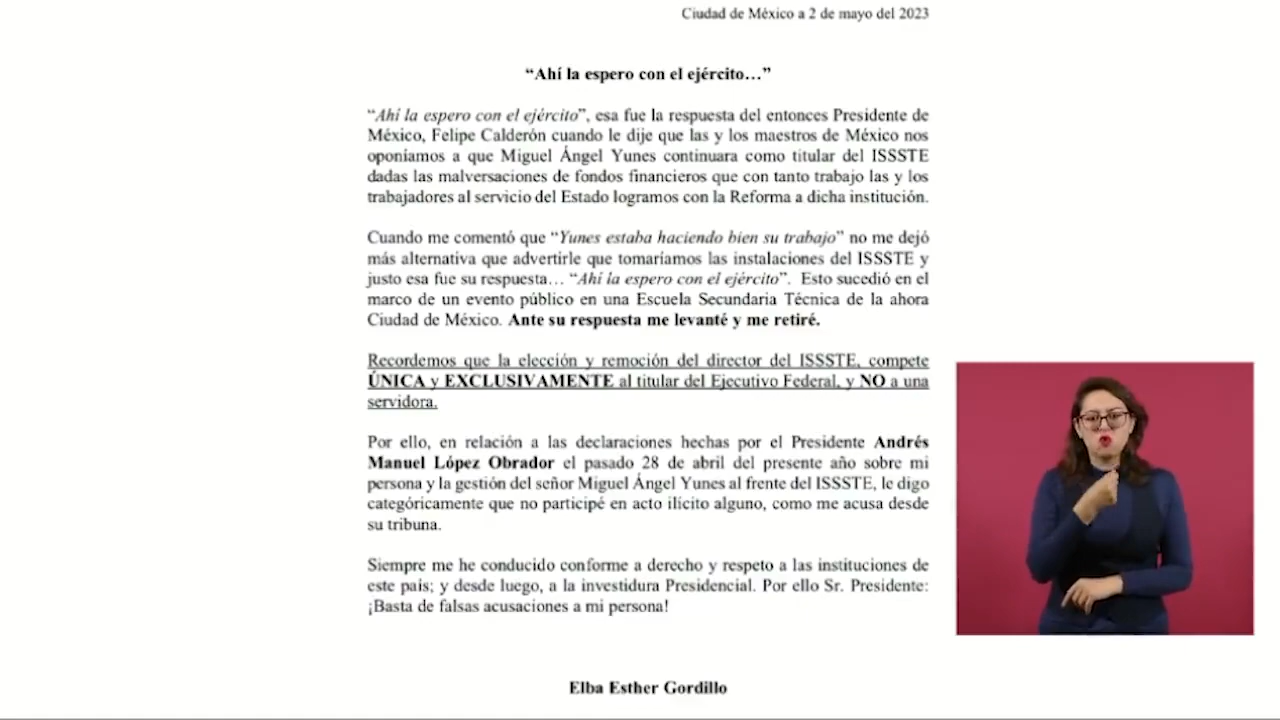 Ciudad de México a 2 de mayo del 2023
“Ahí la espero con el ejército…”
“Ahí la espero con el ejército”, esa fue la respuesta del entonces Presidente de
México, Felipe Calderón cuando le dije que las y los maestros de México nos
oponíamos a que Miguel Ángel Yunes continuara como titular del ISSSTE
dadas las malversaciones de fondos financieros que con tanto trabajo las y los
trabajadores al servicio del Estado logramos con la Reforma a dicha institución.
Cuando me comentó que “Yunes estaba haciendo bien su trabajo” no me dejó
más alternativa que advertirle que tomaríamos las instalaciones del ISSSTE y
justo esa fue su respuesta… “Ahí la espero con el ejército”. Esto sucedió en el
marco de un evento público en una Escuela Secundaria Técnica de la ahora
Ciudad de México. Ante su respuesta me levanté y me retiré.
Recordemos que la elección y remoción del director del ISSSTE, compete
ÚNICA y EXCLUSIVAMENTE al titular del Ejecutivo Federal, y NO a una
servidora.
Por ello, en relación a las declaraciones hechas por el Presidente Andrés
Manuel López Obrador el pasado 28 de abril del presente año sobre mi
persona y la gestión del señor Miguel Ángel Yunes al frente del ISSSTE, le digo
categóricamente que no participé en acto ilícito alguno, como me acusa desde
su tribuna.
Siempre me he conducido conforme a derecho y respeto a las instituciones de
este país; y desde luego, a la investidura Presidencial. Por ello Sr. Presidente:
¡Basta de falsas acusaciones a mi persona!
Elba Esther Gordillo